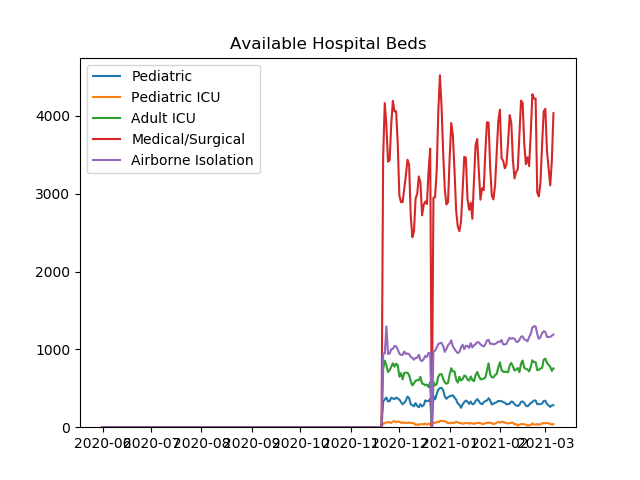 Available Hospital Beds
Pediatric
Pediatric ICU
Adult ICU
Medical/Surgical
Airborne Isolation
4000
3000
2000
1000
0
2020-06 2020-07 2020-08 2020-09 2020-10 2020-11 2020-12 2021-01 2021-02 2021-03